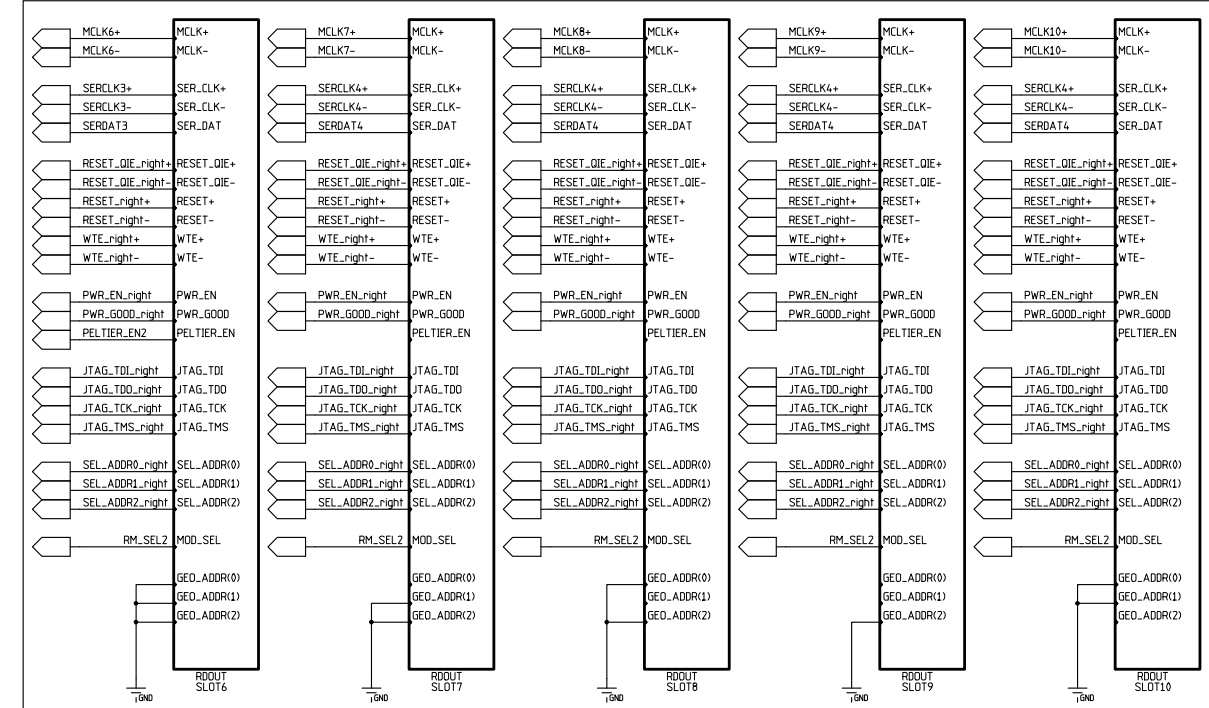 MCLK6+ MCLK+ MCLK7+ MCLK+ MCLK8+ MCLK+ MCLK9+ MCLK+ MCLK10+ MCLK+
MCLK6- MCLK- MCLK7- MCLK- MCLK8- MCLK- MCLK9- MCLK- MCLK10- MCLK-
SERCLK3+ SER_CLK+ SERCLK4+ SER_CLK+ SERCLK4+ SER_CLK+ SERCLK4+ SER_CLK+ SERCLK4+ SER_CLK+
SERCLK3- SER_CLK- SERCLK4- SER_CLK- SERCLK4- SER_CLK- SERCLK4- SER_CLK- SERCLK4- SER_CLK-
SERDAT3 SER_DAT SERDAT4 SER_DAT SERDAT4 SER_DAT SERDAT4 SER_DAT SERDAT4 SER_DAT
RESET_QIE_right+ RESET_QIE+ RESET_QIE_right+ RESET_QIE+ RESET_QIE_right+ RESET_QIE+ RESET_QIE_right+ RESET_QIE+ RESET_QIE_right+ RESET_QIE+
RESET_QIE_right- RESET_QIE- RESET_QIE_right- RESET_QIE- RESET_QIE_right- RESET_QIE- RESET_QIE_right- RESET_QIE- RESET_QIE_right- RESET_QIE-
RESET_right+ RESET+ RESET_right+ RESET+ RESET_right+ RESET+ RESET_right+ RESET+ RESET_right+ RESET+
RESET_right- RESET- RESET_right- RESET- RESET_right- RESET- RESET_right- RESET- RESET_right- RESET-
WTE_right+ WTE+ WTE_right+ WTE+ WTE_right+ WTE+ WTE_right+ WTE+ WTE_right+ WTE+
WTE_right- WTE- WTE_right- WTE- WTE_right- WTE- WTE_right- WTE- WTE_right- WTE-
PWR_EN_right PWR_EN PWR_EN_right PWR_EN PWR_EN_right PWR_EN PWR_EN_right PWR_EN PWR_EN_right PWR_EN
PWR_GOOD_right PWR_GOOD PWR_GOOD_right PWR_GOOD PWR_GOOD_right PWR_GOOD PWR_GOOD_right PWR_GOOD PWR_GOOD_right PWR_GOOD
PELTIER_EN2 PELTIER_EN PELTIER_EN PELTIER_EN PELTIER_EN PELTIER_EN
JTAG_TDI_right JTAG_TDI JTAG_TDI_right JTAG_TDI JTAG_TDI_right JTAG_TDI JTAG_TDI_right JTAG_TDI JTAG_TDI_right JTAG_TDI
JTAG_TDO_right JTAG_TDO JTAG_TDO_right JTAG_TDO JTAG_TDO_right JTAG_TDO JTAG_TDO_right JTAG_TDO JTAG_TDO_right JTAG_TDO
JTAG_TCK_right JTAG_TCK JTAG_TCK_right JTAG_TCK JTAG_TCK_right JTAG_TCK JTAG_TCK_right JTAG_TCK JTAG_TCK_right JTAG_TCK
JTAG_TMS_right JTAG_TMS JTAG_TMS_right JTAG_TMS JTAG_TMS_right JTAG_TMS JTAG_TMS_right JTAG_TMS JTAG_TMS_right JTAG_TMS
SEL_ADDR0_right SEL_ADDR(0) SEL_ADDR0_right SEL_ADDR(0) SEL_ADDR0_right SEL_ADDR(0) SEL_ADDR0_right SEL_ADDR(0) SEL_ADDR0_right SEL_ADDR(0)
SEL_ADDR1_right SEL_ADDR(1) SEL_ADDR1_right SEL_ADDR(1) SEL_ADDR1_right SEL_ADDR(1) SEL_ADDR1_right SEL_ADDR(1) SEL_ADDR1_right SEL_ADDR(1)
SEL_ADDR2_right SEL_ADDR(2) SEL_ADDR2_right SEL_ADDR(2) SEL_ADDR2_right SEL_ADDR(2) SEL_ADDR2_right SEL_ADDR(2) SEL_ADDR2_right SEL_ADDR(2)
RM_SEL2 MOD_SEL RM_SEL2 MOD_SEL RM_SEL2 MOD_SEL RM_SEL2 MOD_SEL RM_SEL2 MOD_SEL
GEO_ADDR(0) GEO_ADDR(0) GEO_ADDR(0) GEO_ADDR(0) GEO_ADDR(0)
GEO_ADDR(1) GEO_ADDR(1) GEO_ADDR(1) GEO_ADDR(1) GEO_ADDR(1)
GEO_ADDR(2) GEO_ADDR(2) GEO_ADDR(2) GEO_ADDR(2) GEO_ADDR(2)
RDOUT RDOUT RDOUT RDOUT RDOUT
SLOT6 SLOT7 SLOT8 SLOT9 SLOT10
GND GND GND GND GND